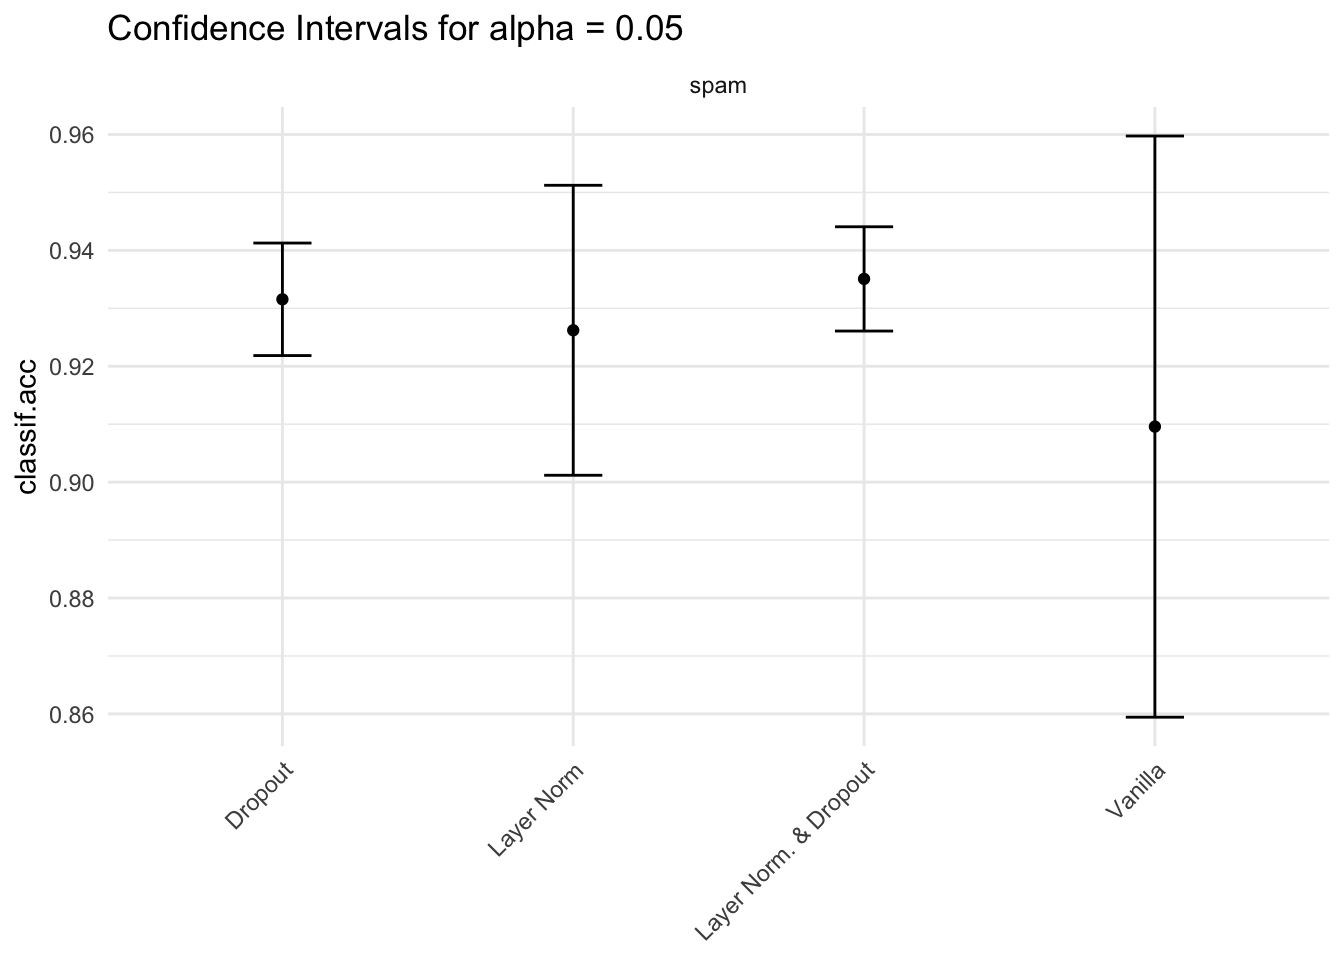 Confidence Intervals for alpha = 0.05
spam
classif.acc
0.96
0.94
0.92
0.90
0.88
0.86
Dropout
Layer Norm
Layer Norm. & Dropout
Vanilla